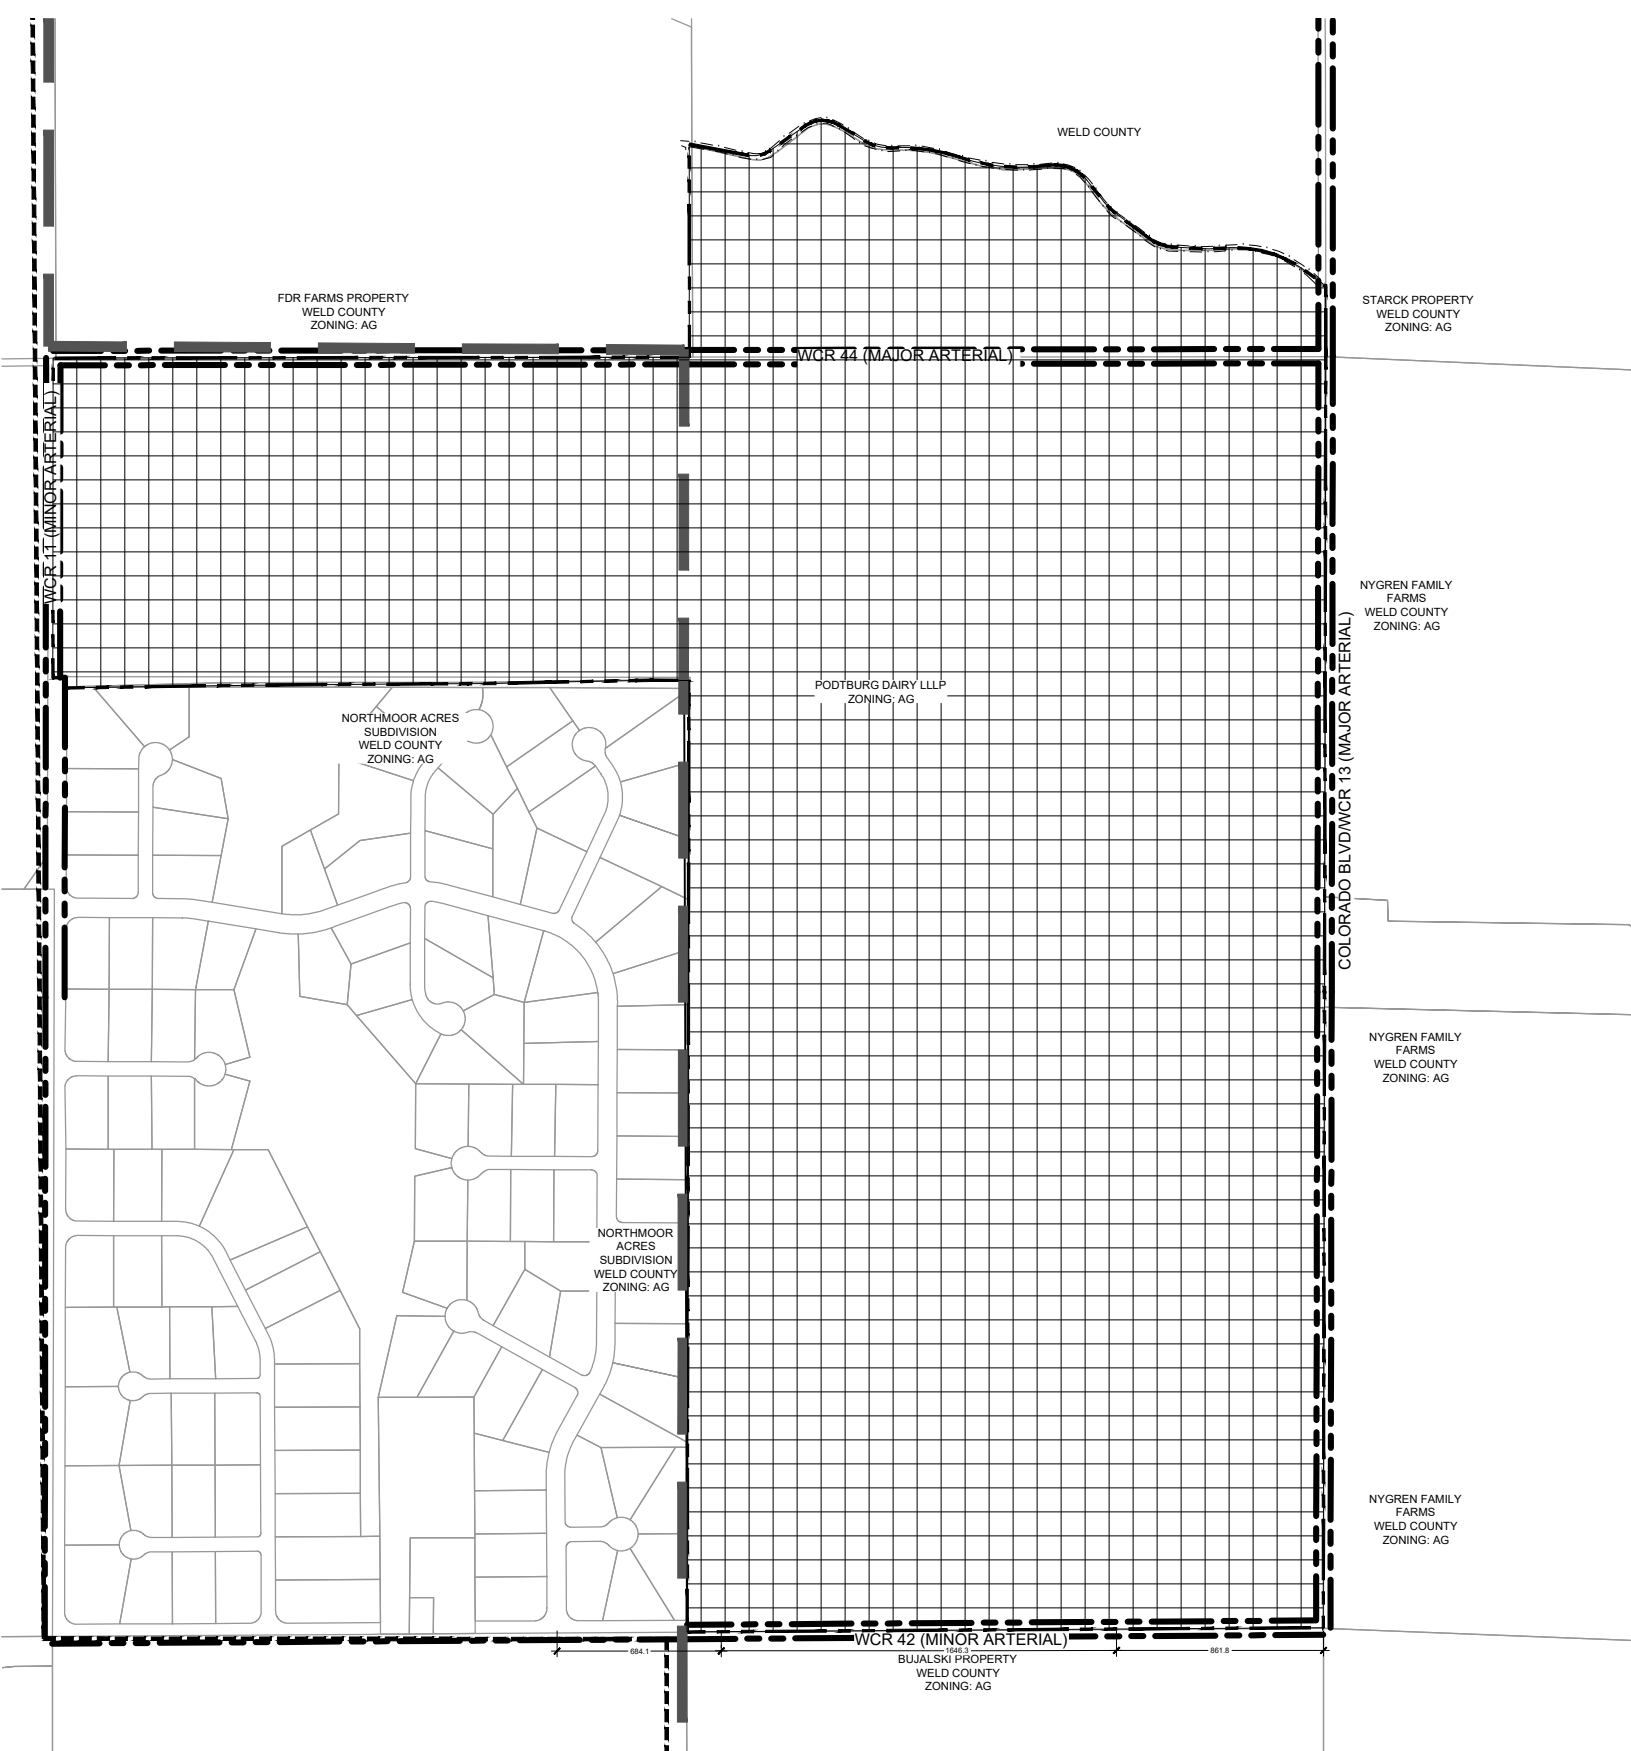 WELD COUNTY
FDR FARMS PROPERTY
WELD COUNTY
ZONING: AG
STARCK PROPERTY
WELD COUNTY
ZONING: AG
WCR 44 (MAJOR ARTERIAL)
WCR 11 (MINOR ARTERIAL)
NYGREN FAMILY
FARMS
WELD COUNTY
ZONING: AG
COLORADO BLVD/WCR 13 (MAJOR ARTERIAL)
PODTBURG DAIRY LLLP
ZONING: AG
NORTHMOOR ACRES
SUBDIVISION
WELD COUNTY
ZONING: AG
NYGREN FAMILY
FARMS
WELD COUNTY
ZONING: AG
NORTHMOOR
ACRES
SUBDIVISION
WELD COUNTY
ZONING: AG
NYGREN FAMILY
FARMS
WELD COUNTY
ZONING: AG
WCR 42 (MINOR ARTERIAL)
684.1
1646.3
861.8
BUJALSKI PROPERTY
WELD COUNTY
ZONING: AG